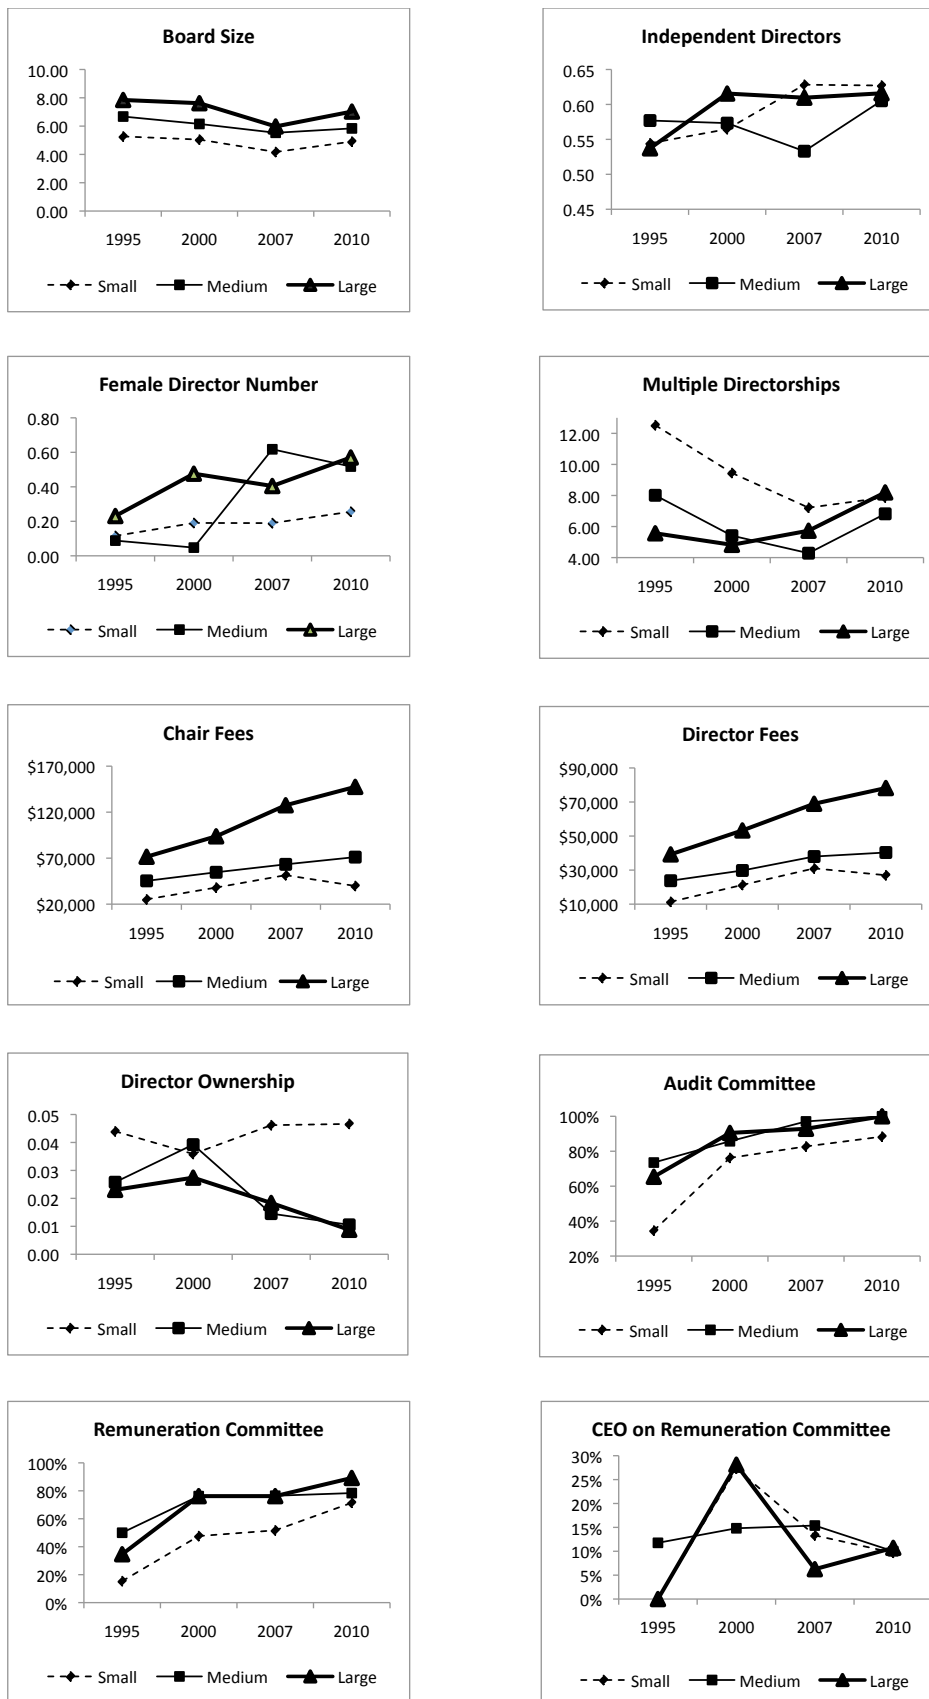 Board Size
10.00
8.00
6.00
4.00
2.00
0.00
1995 2000 2007 2010
Small Medium Large
Independent Directors
0.65
0.60
0.55
0.50
0.45
1995 2000 2007 2010
Small Medium Large
Female Director Number
0.80
0.60
0.40
0.20
0.00
1995 2000 2007 2010
Small Medium Large
Multiple Directorships
12.00
10.00
8.00
6.00
4.00
1995 2000 2007 2010
Small Medium Large
Chair Fees
$170,000
$120,000
$70,000
$20,000
1995 2000 2007 2010
Small Medium Large
Director Fees
$90,000
$70,000
$50,000
$30,000
$10,000
1995 2000 2007 2010
Small Medium Large
Director Ownership
0.05
0.04
0.03
0.02
0.01
0.00
1995 2000 2007 2010
Small Medium Large
Audit Committee
100%
80%
60%
40%
20%
1995 2000 2007 2010
Small Medium Large
Remuneration Committee
100%
80%
60%
40%
20%
0%
1995 2000 2007 2010
Small Medium Large
CEO on Remuneration Committee
30%
25%
20%
15%
10%
5%
0%
1995 2000 2007 2010
Small Medium Large